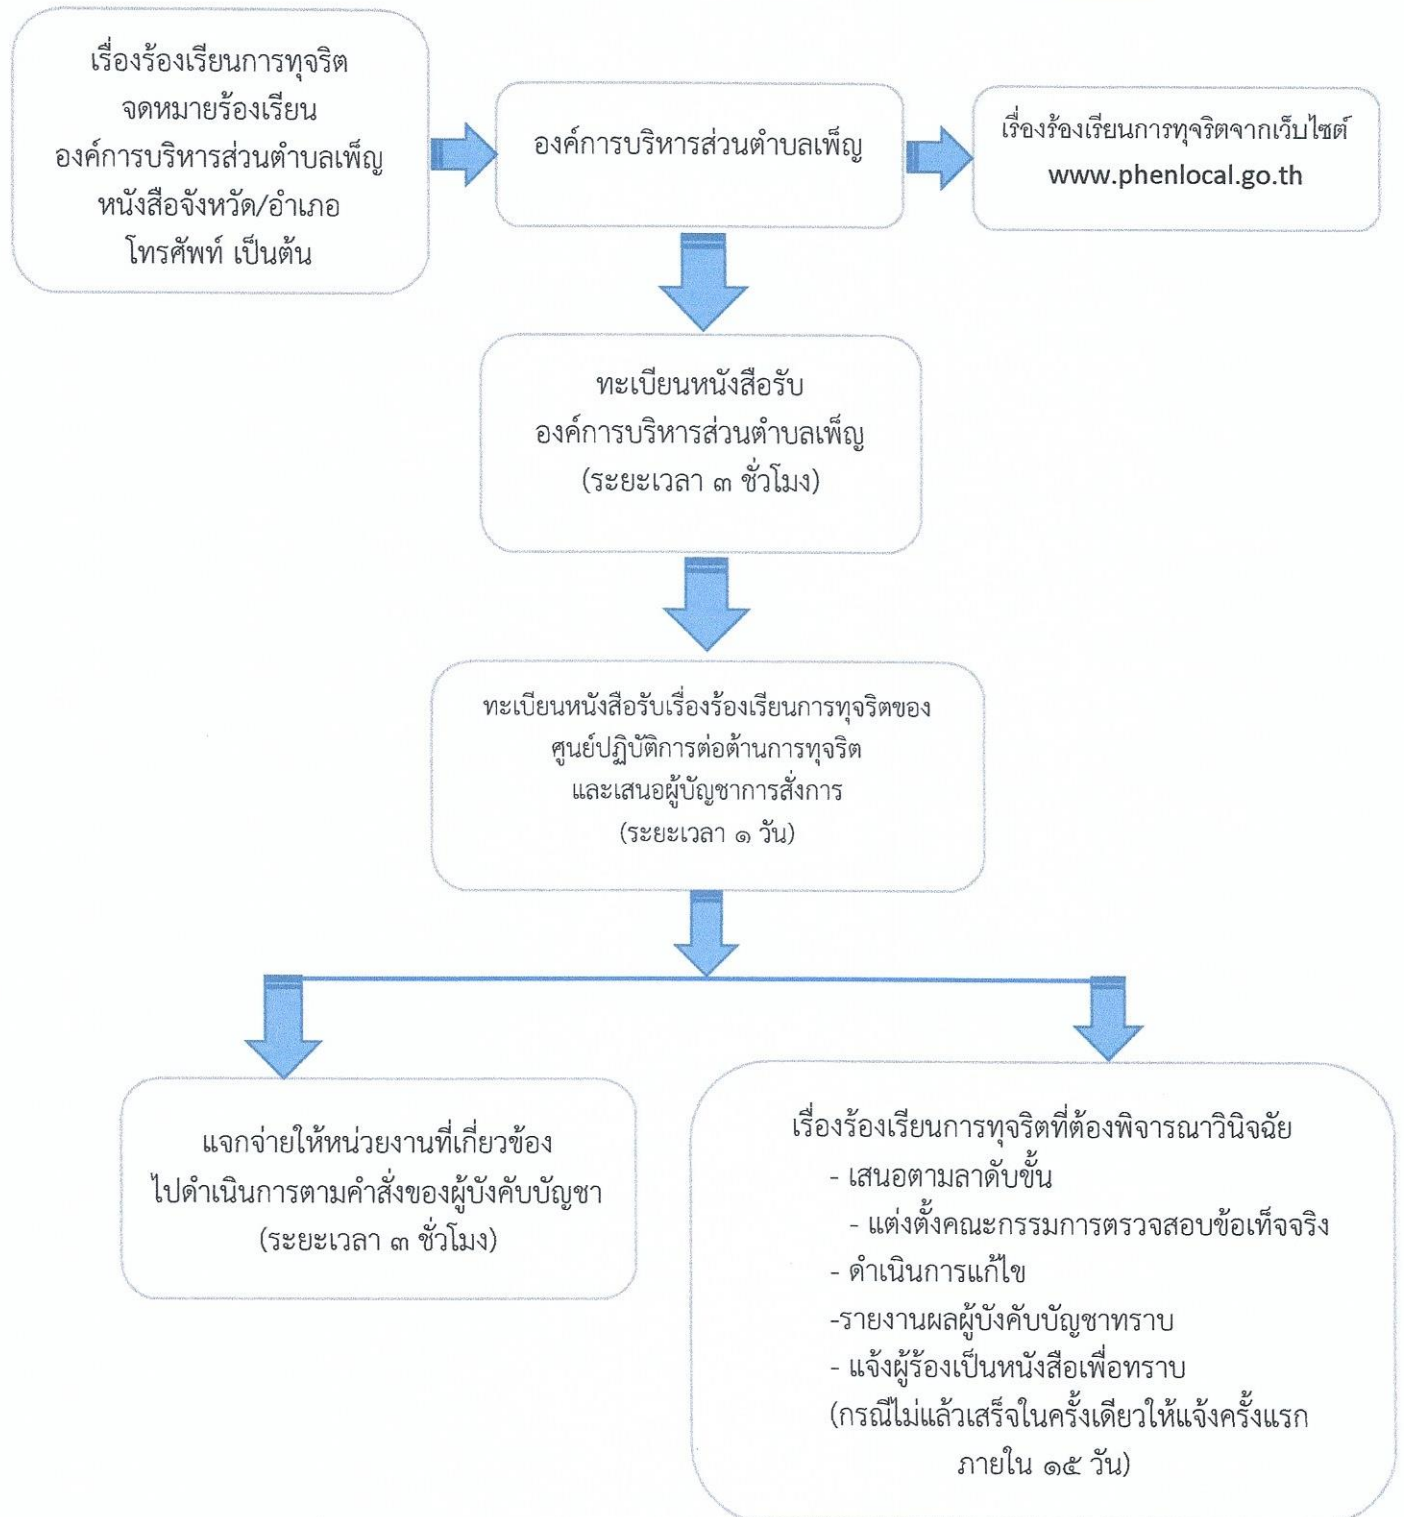 เรื่องร้องเรียนการทุจริต
จดหมายร้องเรียน
องค์การบริหารส่วนตำบลเพ็ญ
หนังสือจังหวัด/อำเภอ
โทรศัพท์ เป็นต้น
องค์การบริหารส่วนตำบลเพ็ญ
เรื่องร้องเรียนการทุจริตจากเว็บไซต์
www.phenlocal.go.th
ทะเบียนหนังสือรับ
องค์การบริหารส่วนตำบลเพ็ญ
(ระยะเวลา ๓ ชั่วโมง)
ทะเบียนหนังสือรับเรื่องร้องเรียนการทุจริตของ
ศูนย์ปฏิบัติการต่อต้านการทุจริต
และเสนอผู้บัญชาการสั่งการ
(ระยะเวลา ๑ วัน)
แจกจ่ายให้หน่วยงานที่เกี่ยวข้อง
ไปดำเนินการตามคำสั่งของผู้บังคับบัญชา
(ระยะเวลา ๓ ชั่วโมง)
เรื่องร้องเรียนการทุจริตที่ต้องพิจารณาวินิจฉัย
- เสนอตามลาดับขั้น
- แต่งตั้งคณะกรรมการตรวจสอบข้อเท็จจริง
- ดำเนินการแก้ไข
-รายงานผลผู้บังคับบัญชาทราบ
- แจ้งผู้ร้องเป็นหนังสือเพื่อทราบ
(กรณีไม่แล้วเสร็จในครั้งเดียวให้แจ้งครั้งแรก
ภายใน ๑๕ วัน)